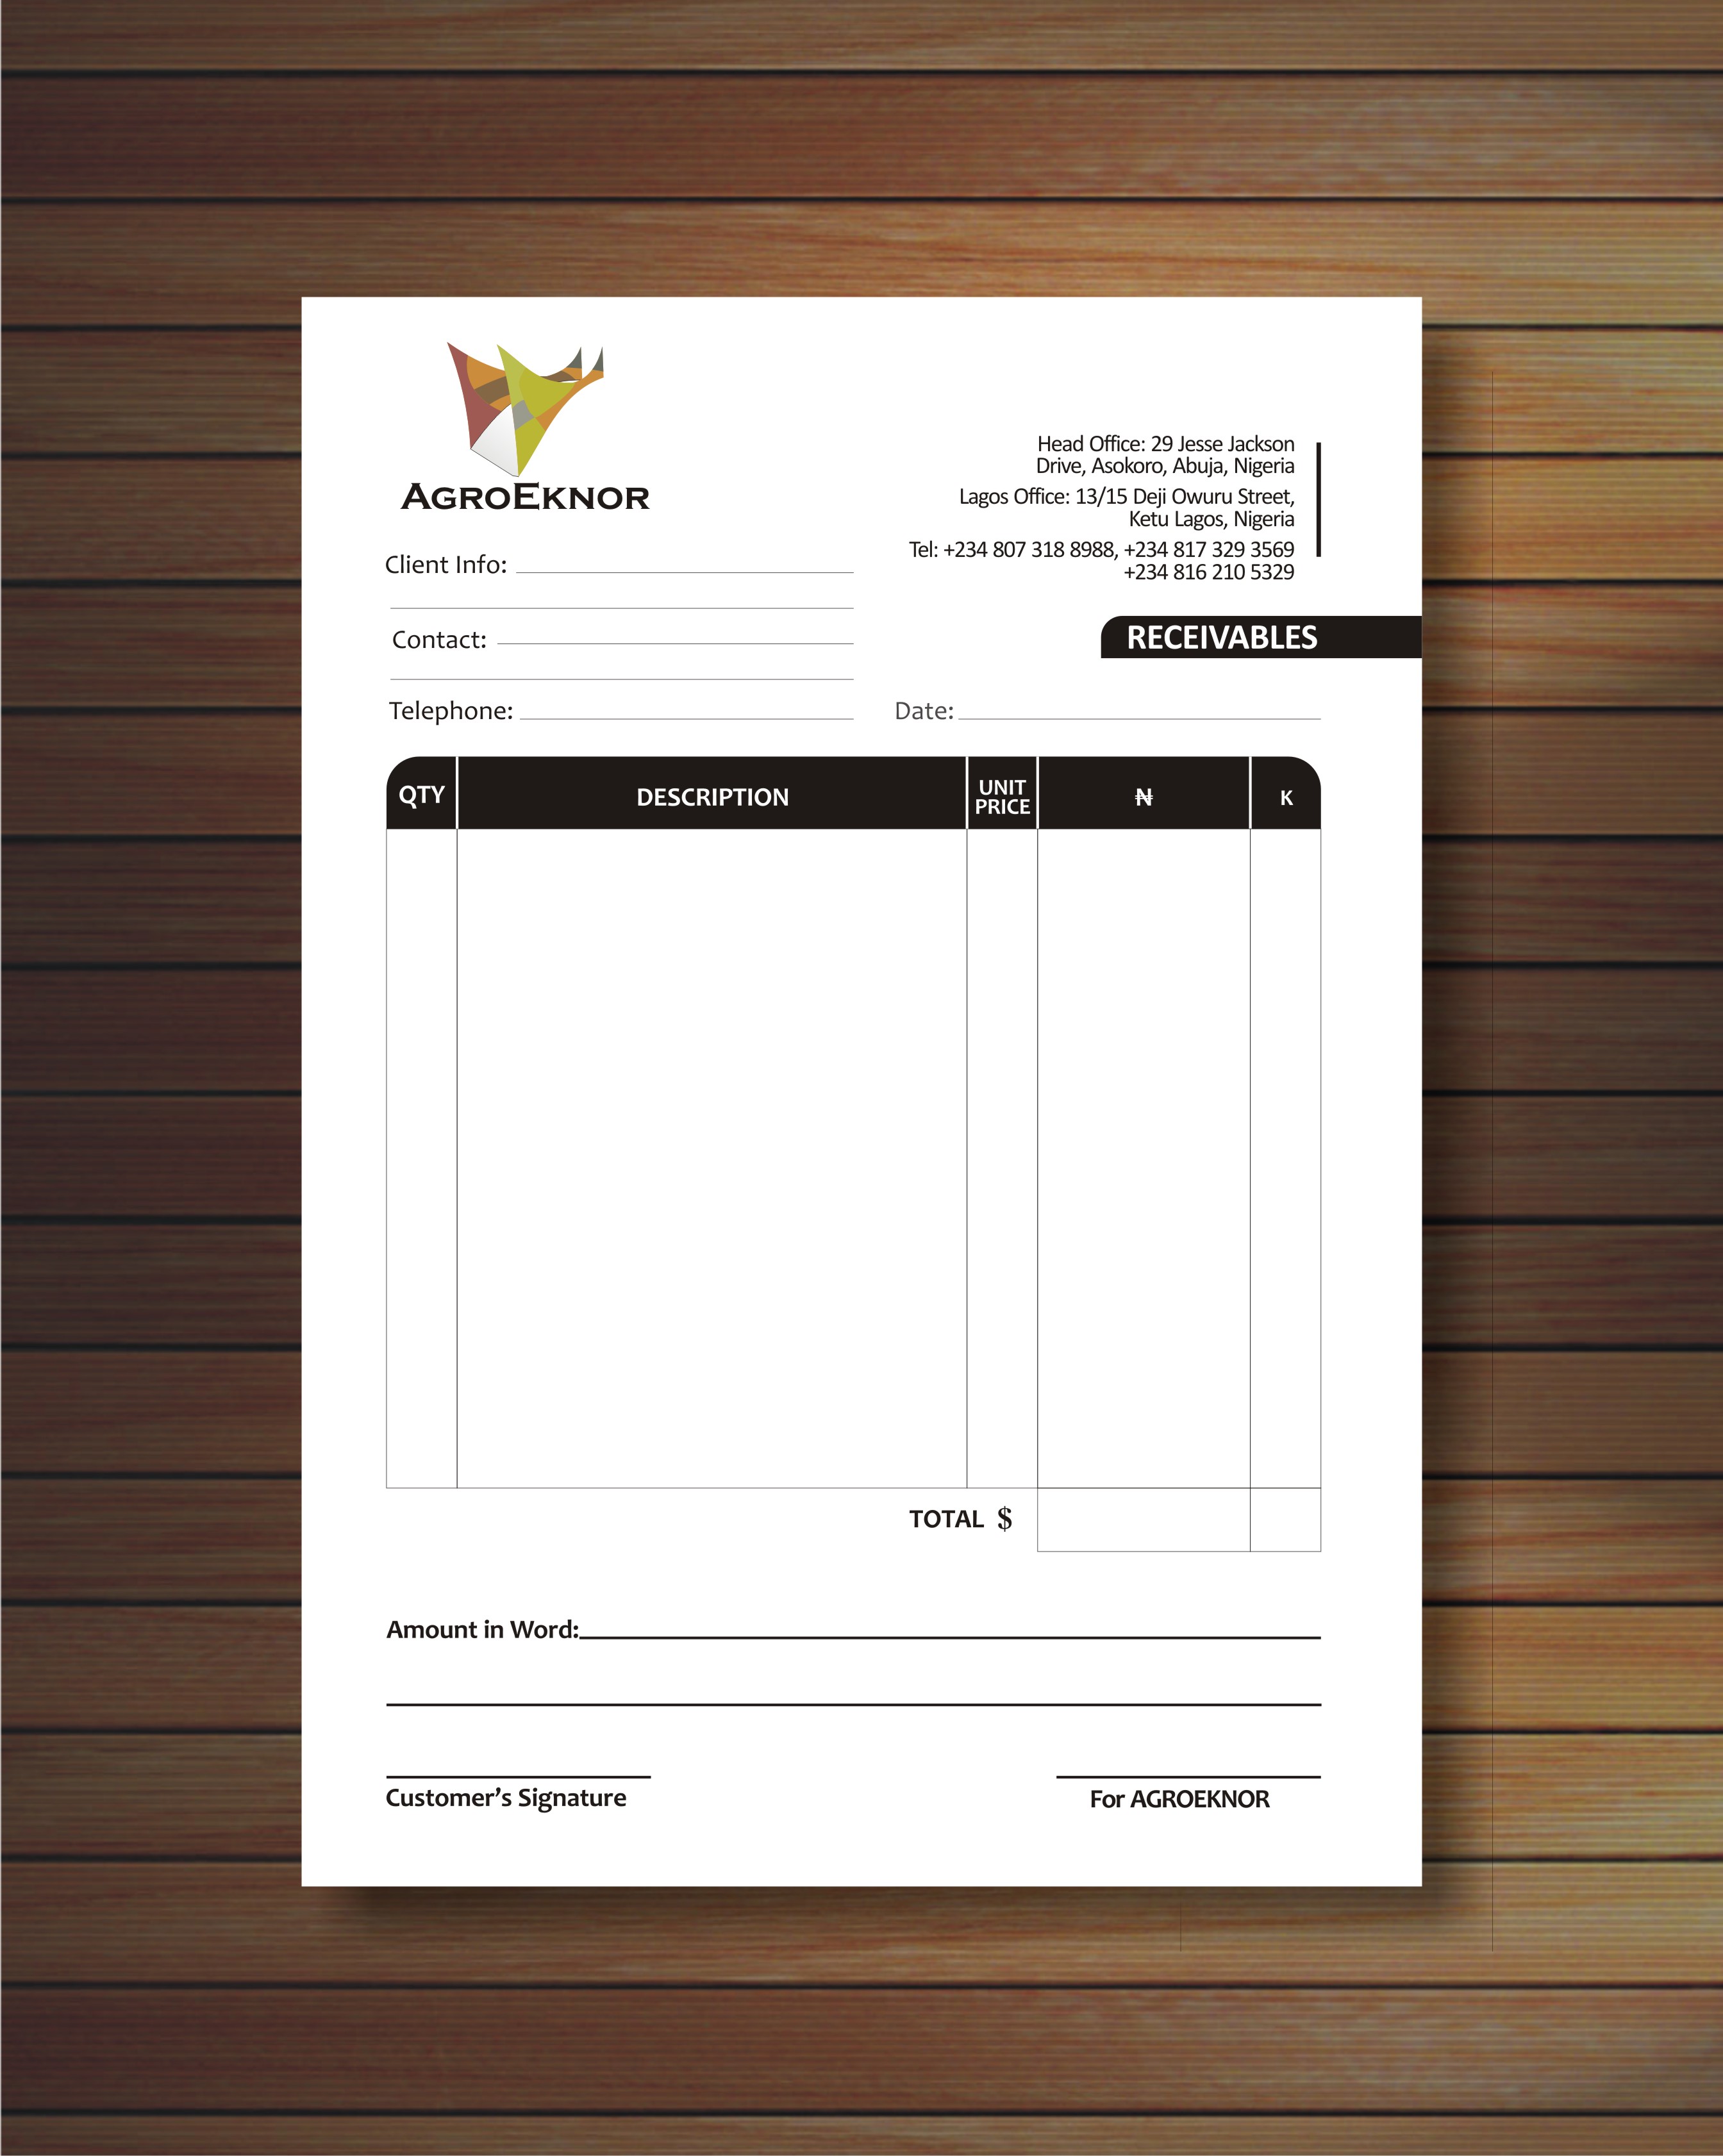 AGROEKNOR
Head Office: 29 Jesse Jackson
Drive, Asokoro, Abuja, Nigeria
Lagos Office: 13/15 Deji Owuru Street,
Ketu Lagos, Nigeria
Tel: +234 807 318 8988, +234 817 329 3569
+234 816 210 5329
Client Info:
Contact:
RECEIVABLES
Telephone:
Date:
QTY DESCRIPTION UNIT PRICE ₦ K
TOTAL $
Amount in Word:
Customer’s Signature
For AGROEKNOR